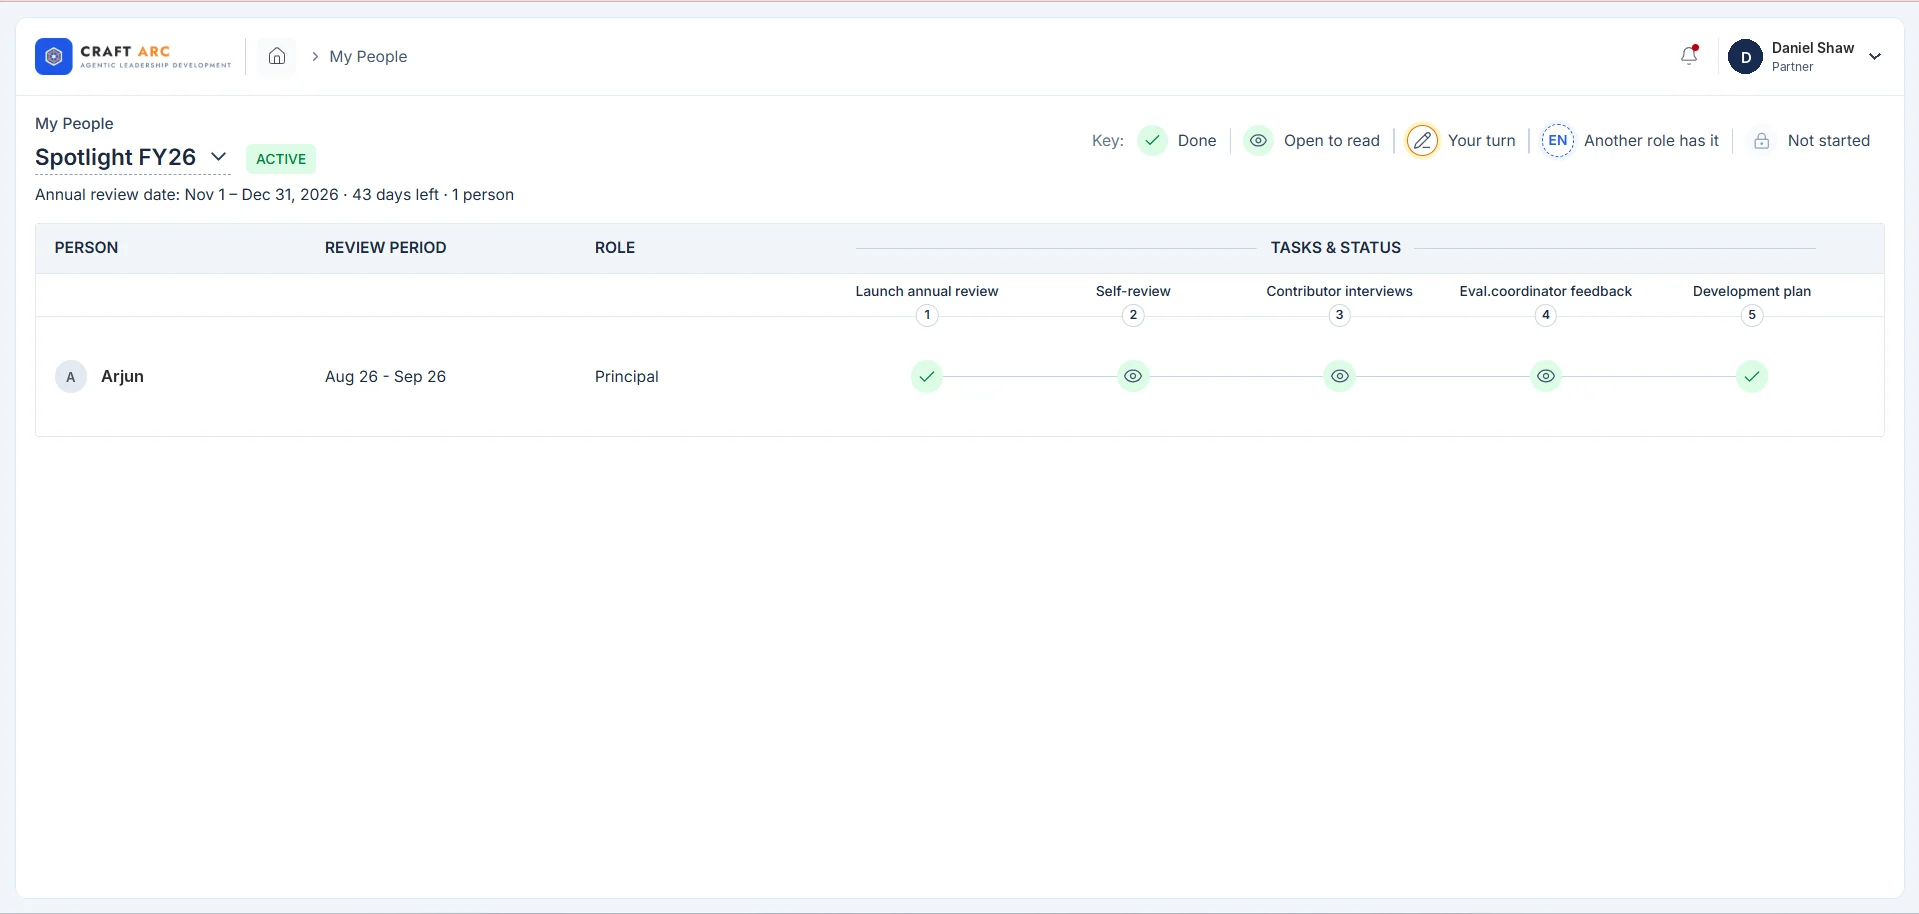 CRAFT ARC
AGENTIC LEADERSHIP DEVELOPMENT
My People
D
Daniel Shaw
Partner
My People
Spotlight FY26
ACTIVE
Annual review date: Nov 1 – Dec 31, 2026 · 43 days left · 1 person
Key:
Done
Open to read
Your turn
EN
Another role has it
Not started
PERSON
REVIEW PERIOD
ROLE
TASKS & STATUS
Launch annual review
Self-review
Contributor interviews
Eval.coordinator feedback
Development plan
1
2
3
4
5
A
Arjun
Aug 26 - Sep 26
Principal